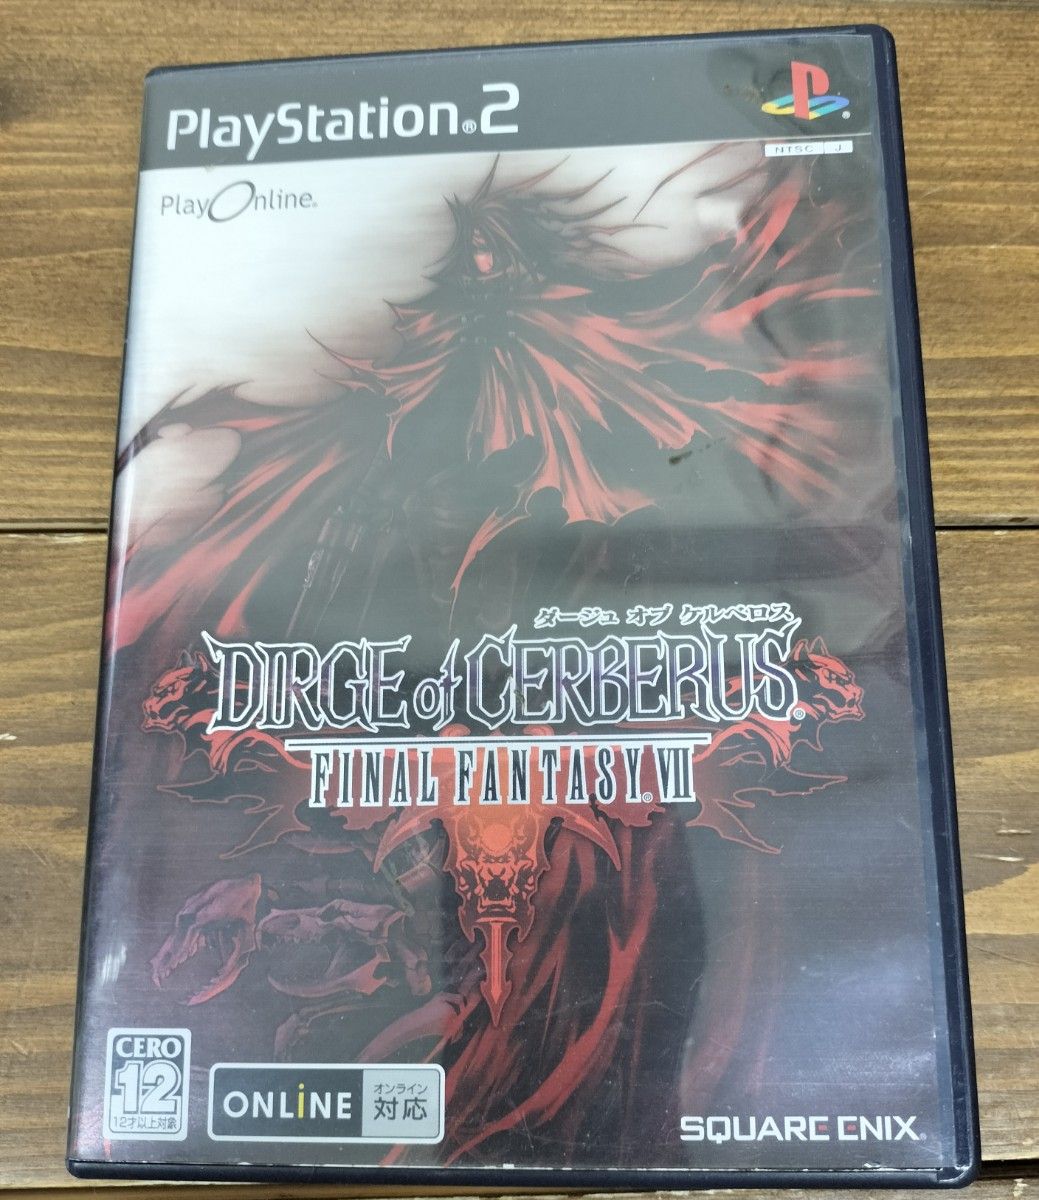 PlayStation®2
NTSC J
PlayOnline®
ダージュ オブ ケルベロス
DIRGE of CERBERUS®
FINAL FANTASY® VII
CERO
12
12才以上対象
ONLiNE
オンライン
対応
SQUARE ENIX®